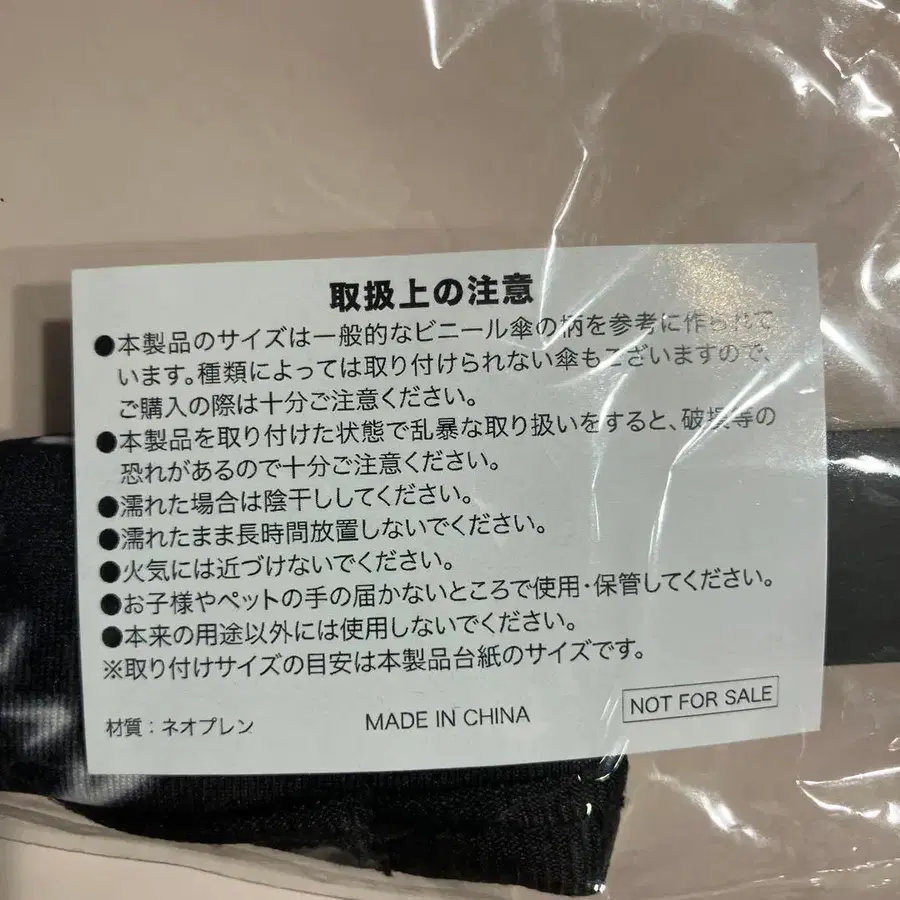 取扱上の注意
●本製品のサイズは一般的なビニール傘の柄を参考に作られて
います。種類によっては取り付けられない傘もございますので、
ご購入の際は十分ご注意ください。
●本製品を取り付けた状態で乱暴な取り扱いをすると、破損等の
恐れがあるので十分ご注意ください。
●濡れた場合は陰干ししてください。
●濡れたまま長時間放置しないでください。
●火気には近づけないでください。
●お子様やペットの手の届かないところで使用・保管してください。
●本来の用途以外には使用しないでください。
※取り付けサイズの目安は本製品台紙のサイズです。
材質：ネオプレン MADE IN CHINA NOT FOR SALE